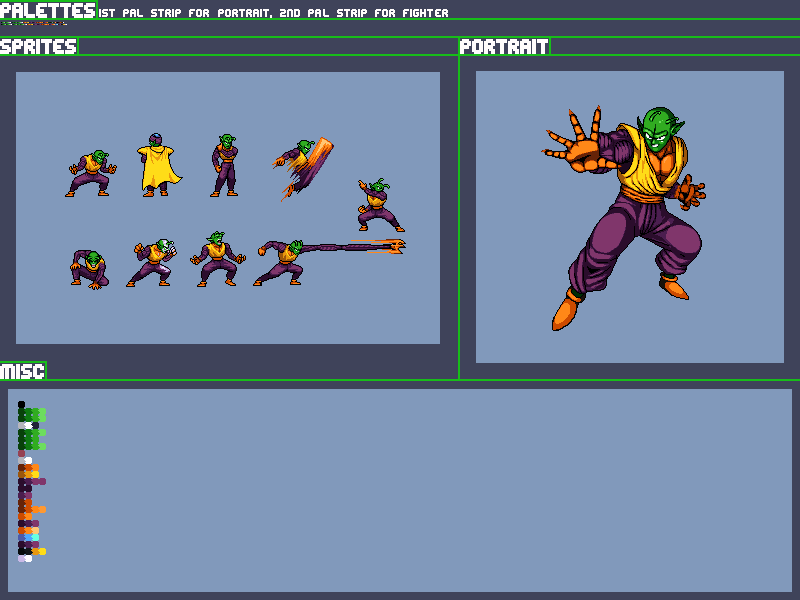 PALETTES 1ST PAL STRIP FOR PORTRAIT, 2ND PAL STRIP FOR FIGHTER
SPRITES
PORTRAIT
MISC